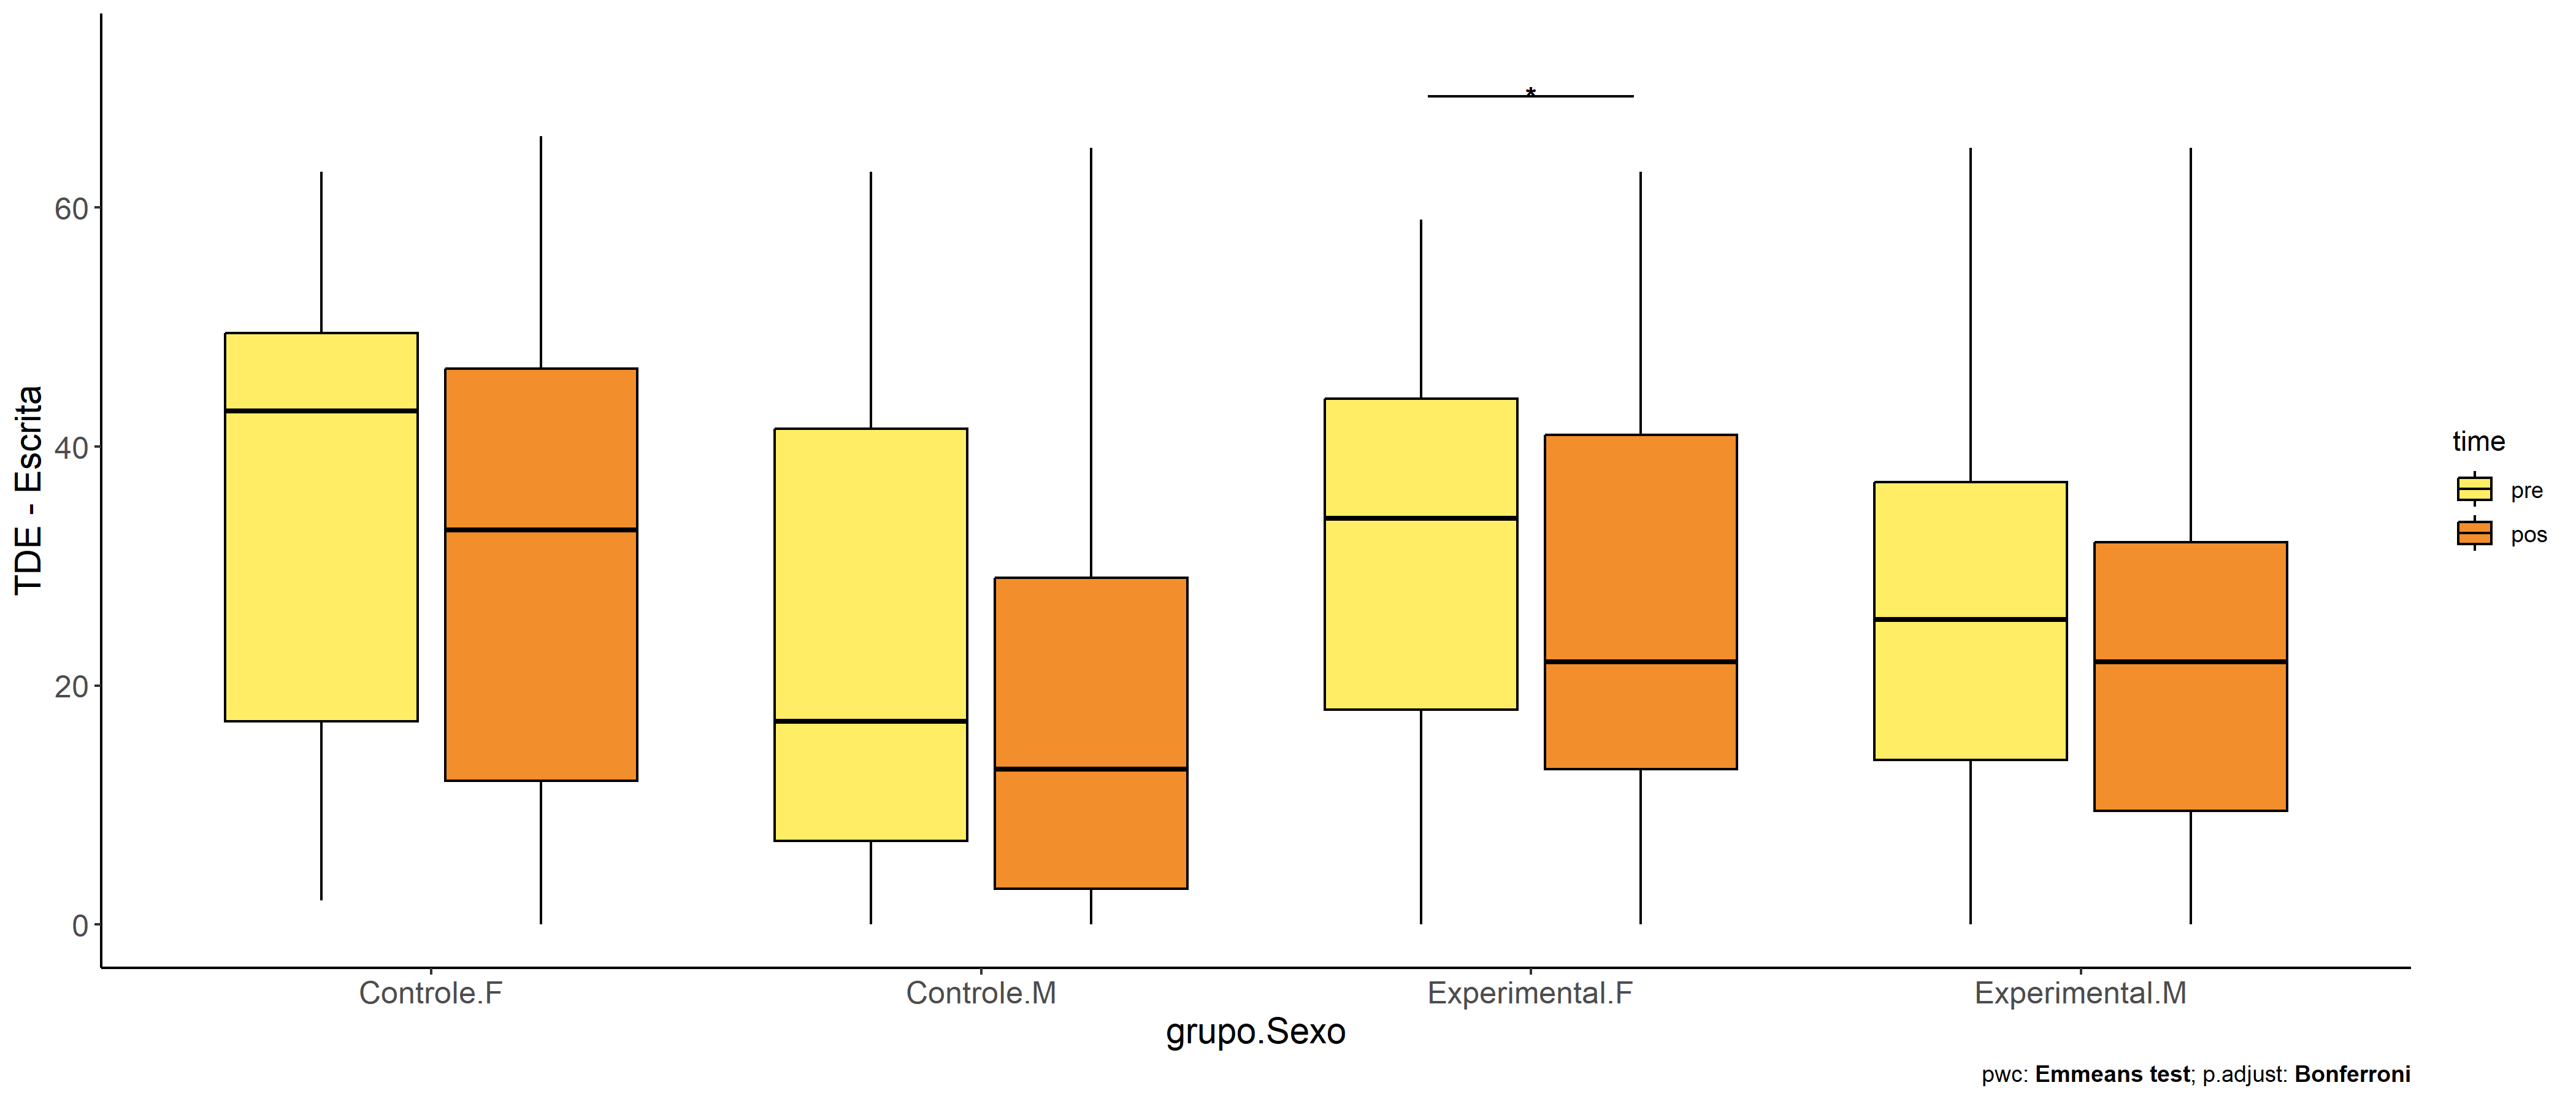 TDE - Escrita
60
40
20
0
*
Controle.F
Controle.M
Experimental.F
Experimental.M
grupo.Sexo
time
pre
pos
pwc: Emmeans test; p.adjust: Bonferroni